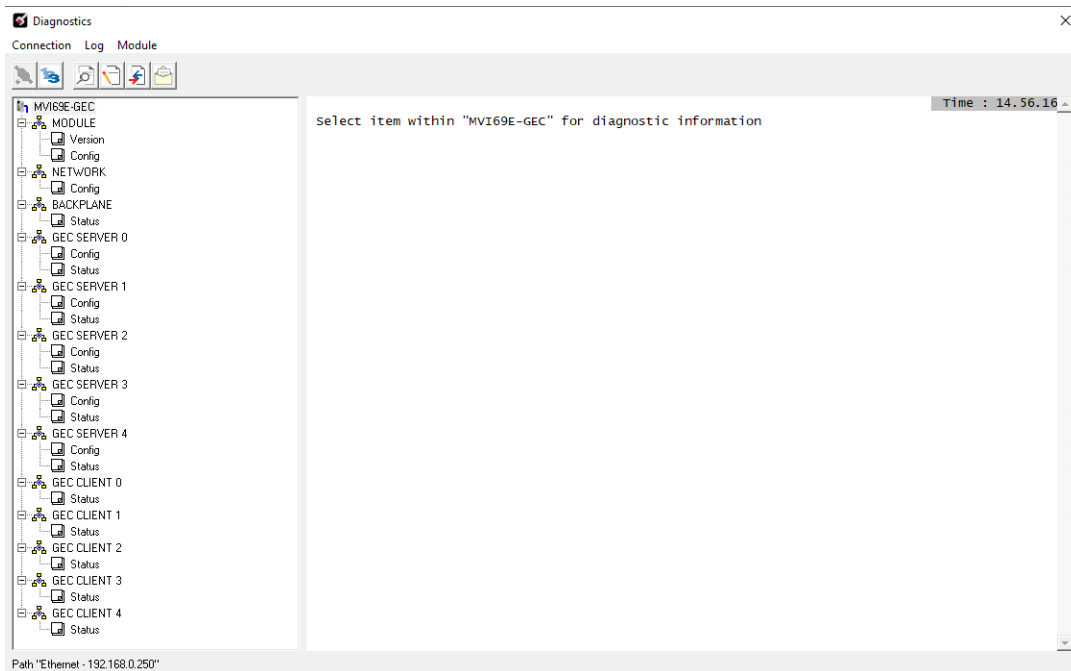 Diagnostics
Connection Log Module
MVI69E-GEC
MODULE
Version
Config
NETWORK
Config
BACKPLANE
Status
GEC SERVER 0
Config
Status
GEC SERVER 1
Config
Status
GEC SERVER 2
Config
Status
GEC SERVER 3
Config
Status
GEC SERVER 4
Config
Status
GEC CLIENT 0
Status
GEC CLIENT 1
Status
GEC CLIENT 2
Status
GEC CLIENT 3
Status
GEC CLIENT 4
Status
Time : 14.56.16
Select item within "MVI69E-GEC" for diagnostic information
Path "Ethernet - 192.168.0.250"